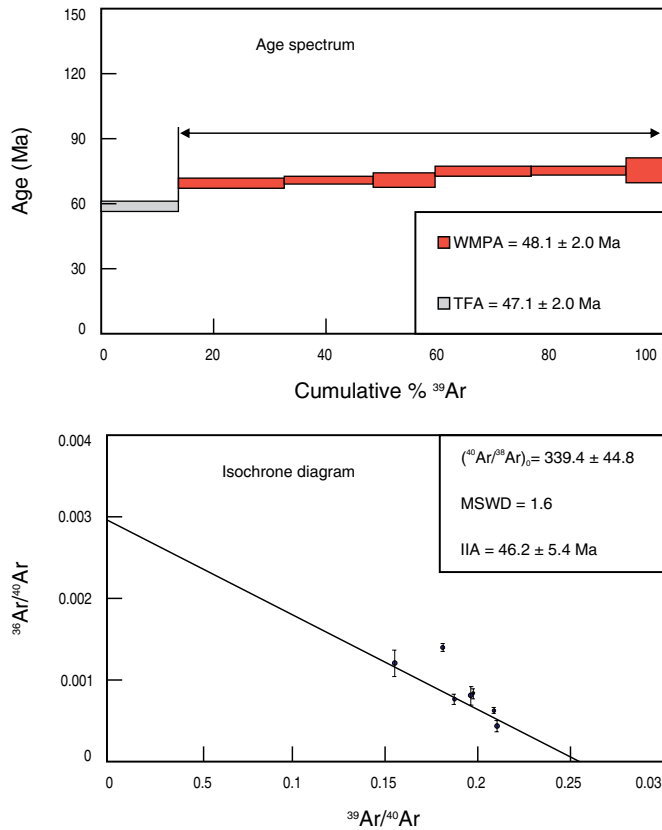 Age spectrum
Age (Ma)
150
120
90
60
30
0
WMPA = 48.1 ± 2.0 Ma
TFA = 47.1 ± 2.0 Ma
0 20 40 60 80 100
Cumulative % ³⁹Ar
Isochrone diagram
³⁶Ar/⁴⁰Ar
0.004
0.003
0.002
0.001
0
(⁴⁰Ar/³⁸Ar)₀= 339.4 ± 44.8
MSWD = 1.6
IIA = 46.2 ± 5.4 Ma
0 0.5 0.1 0.15 0.2 0.25 0.03
³⁹Ar/⁴⁰Ar